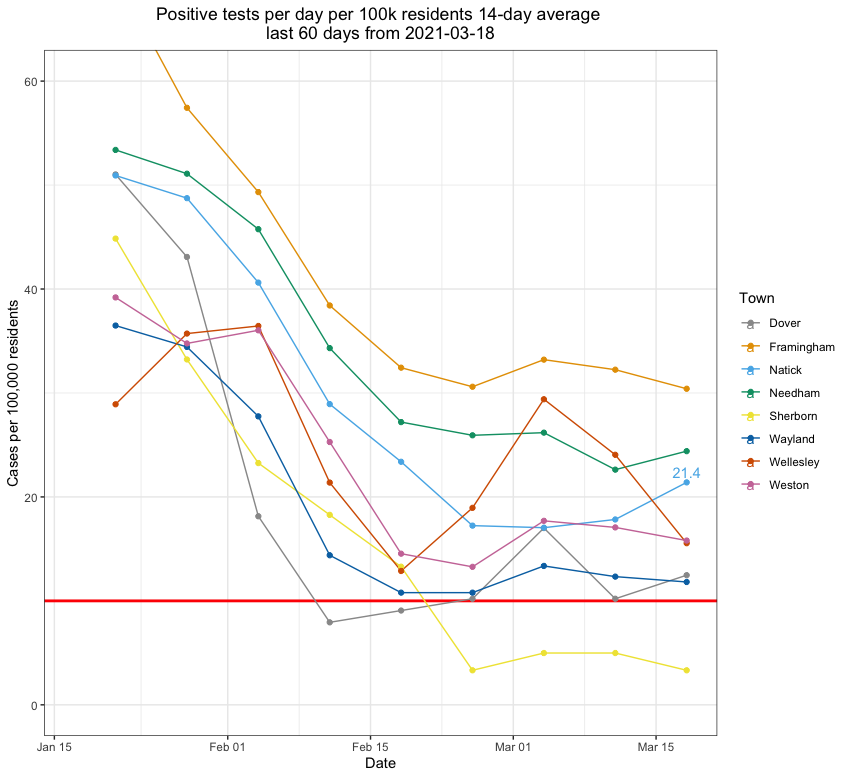 Positive tests per day per 100k residents 14-day average
last 60 days from 2021-03-18
Cases per 100,000 residents
60
40
20
0
21.4
Jan 15
Feb 01
Feb 15
Mar 01
Mar 15
Date
Town
a Dover
a Framingham
a Natick
a Needham
a Sherborn
a Wayland
a Wellesley
a Weston